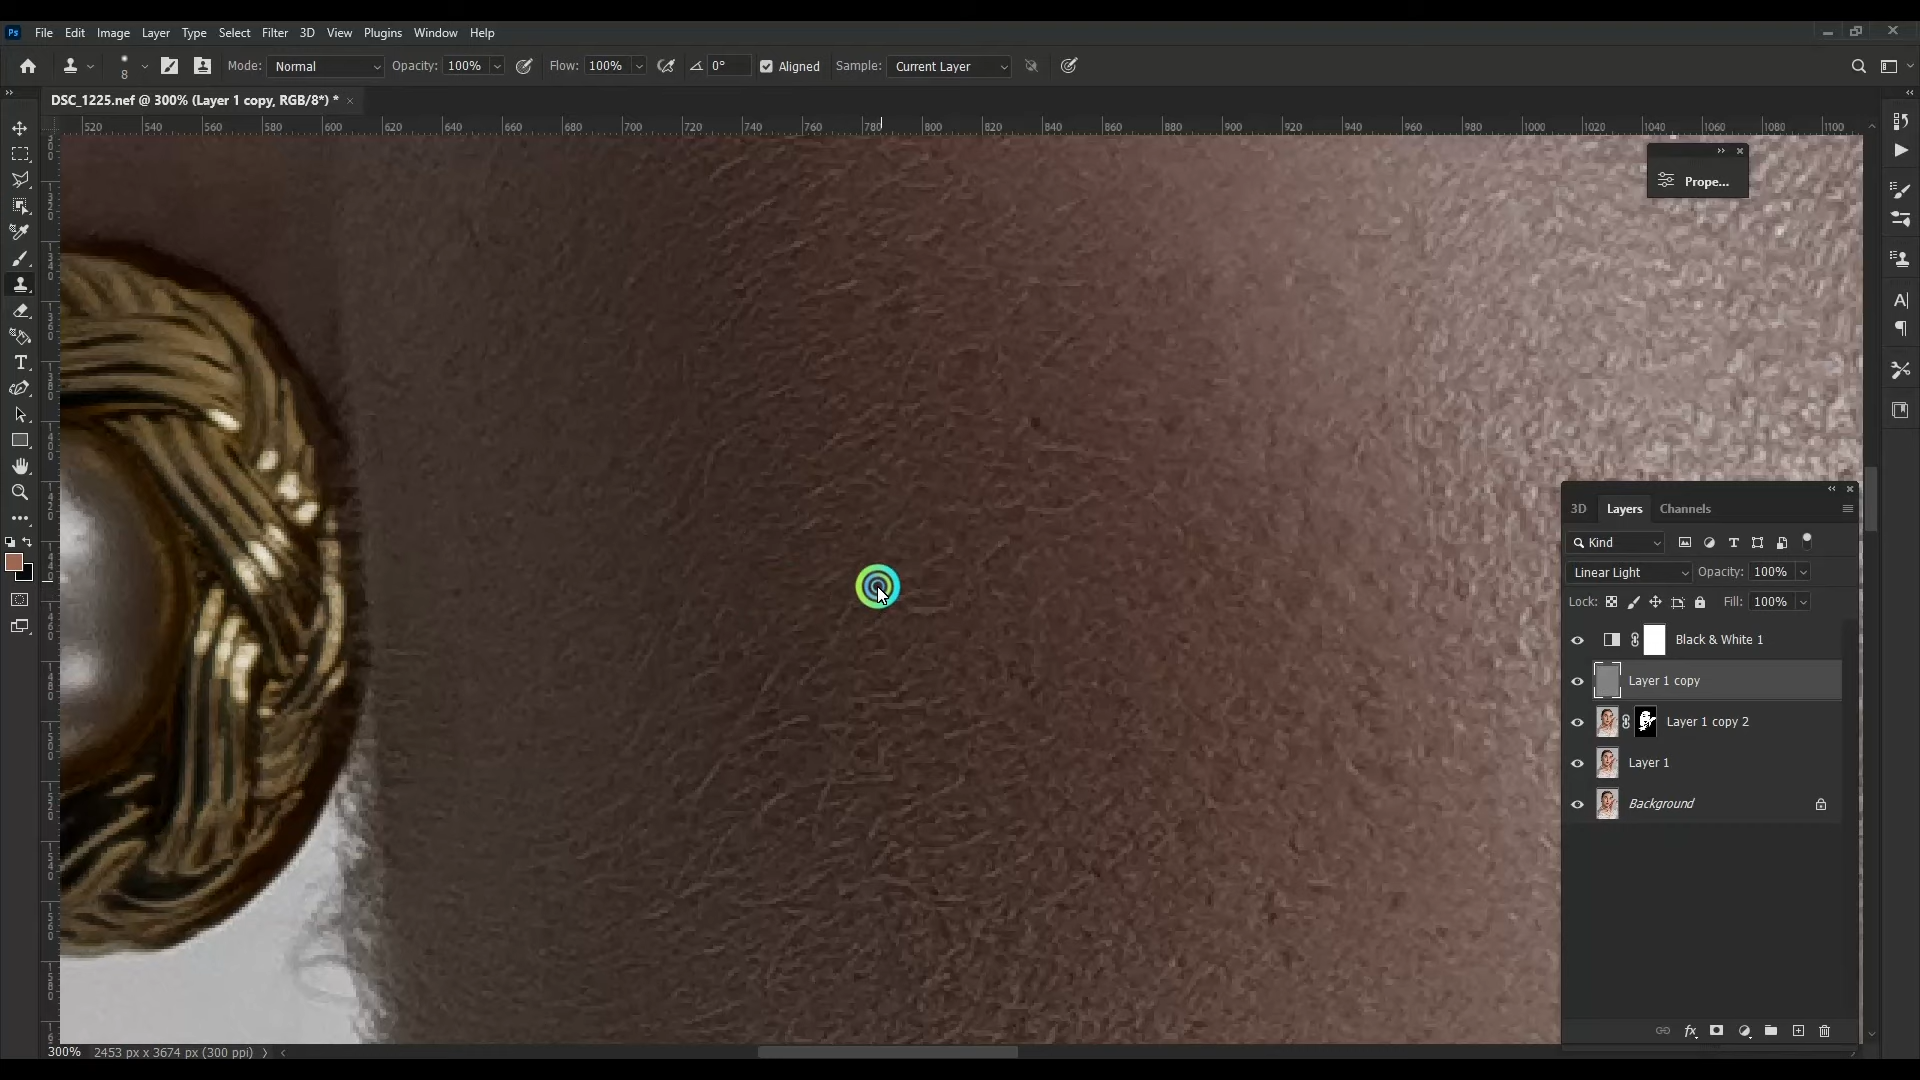 Ps File Edit Image Layer Type Select Filter 3D View Plugins Window Help
8 Mode: Normal Opacity: 100% Flow: 100% 0° Aligned Sample: Current Layer
DSC_1225.nef @ 300% (Layer 1 copy, RGB/8*) *
520 540 560 580 600 620 640 660 680 700 720 740 760 780 800 820 840 860 880 900 920 940 960 980 1000 1020 1040 1060 1080 1100
Prope...
3D Layers Channels
Kind
Linear Light Opacity: 100%
Lock: Fill: 100%
Black & White 1
Layer 1 copy
Layer 1 copy 2
Layer 1
Background
300% 2453 px x 3674 px (300 ppi)